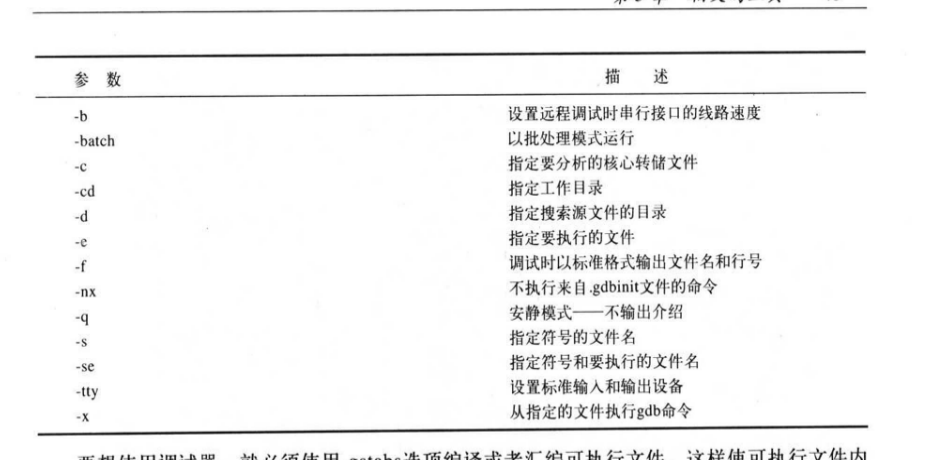 参 数 描 述
-b 设置远程调试时串行接口的线路速度
-batch 以批处理模式运行
-c 指定要分析的核心转储文件
-cd 指定工作目录
-d 指定搜索源文件的目录
-e 指定要执行的文件
-f 调试时以标准格式输出文件名和行号
-nx 不执行来自.gdbinit文件的命令
-q 安静模式——不输出介绍
-s 指定符号的文件名
-se 指定符号和要执行的文件名
-tty 设置标准输入和输出设备
-x 从指定的文件执行gdb命令
要想使用调试器，就必须使用-gstabs选项编译或者汇编可执行文件，这样使可执行文件内